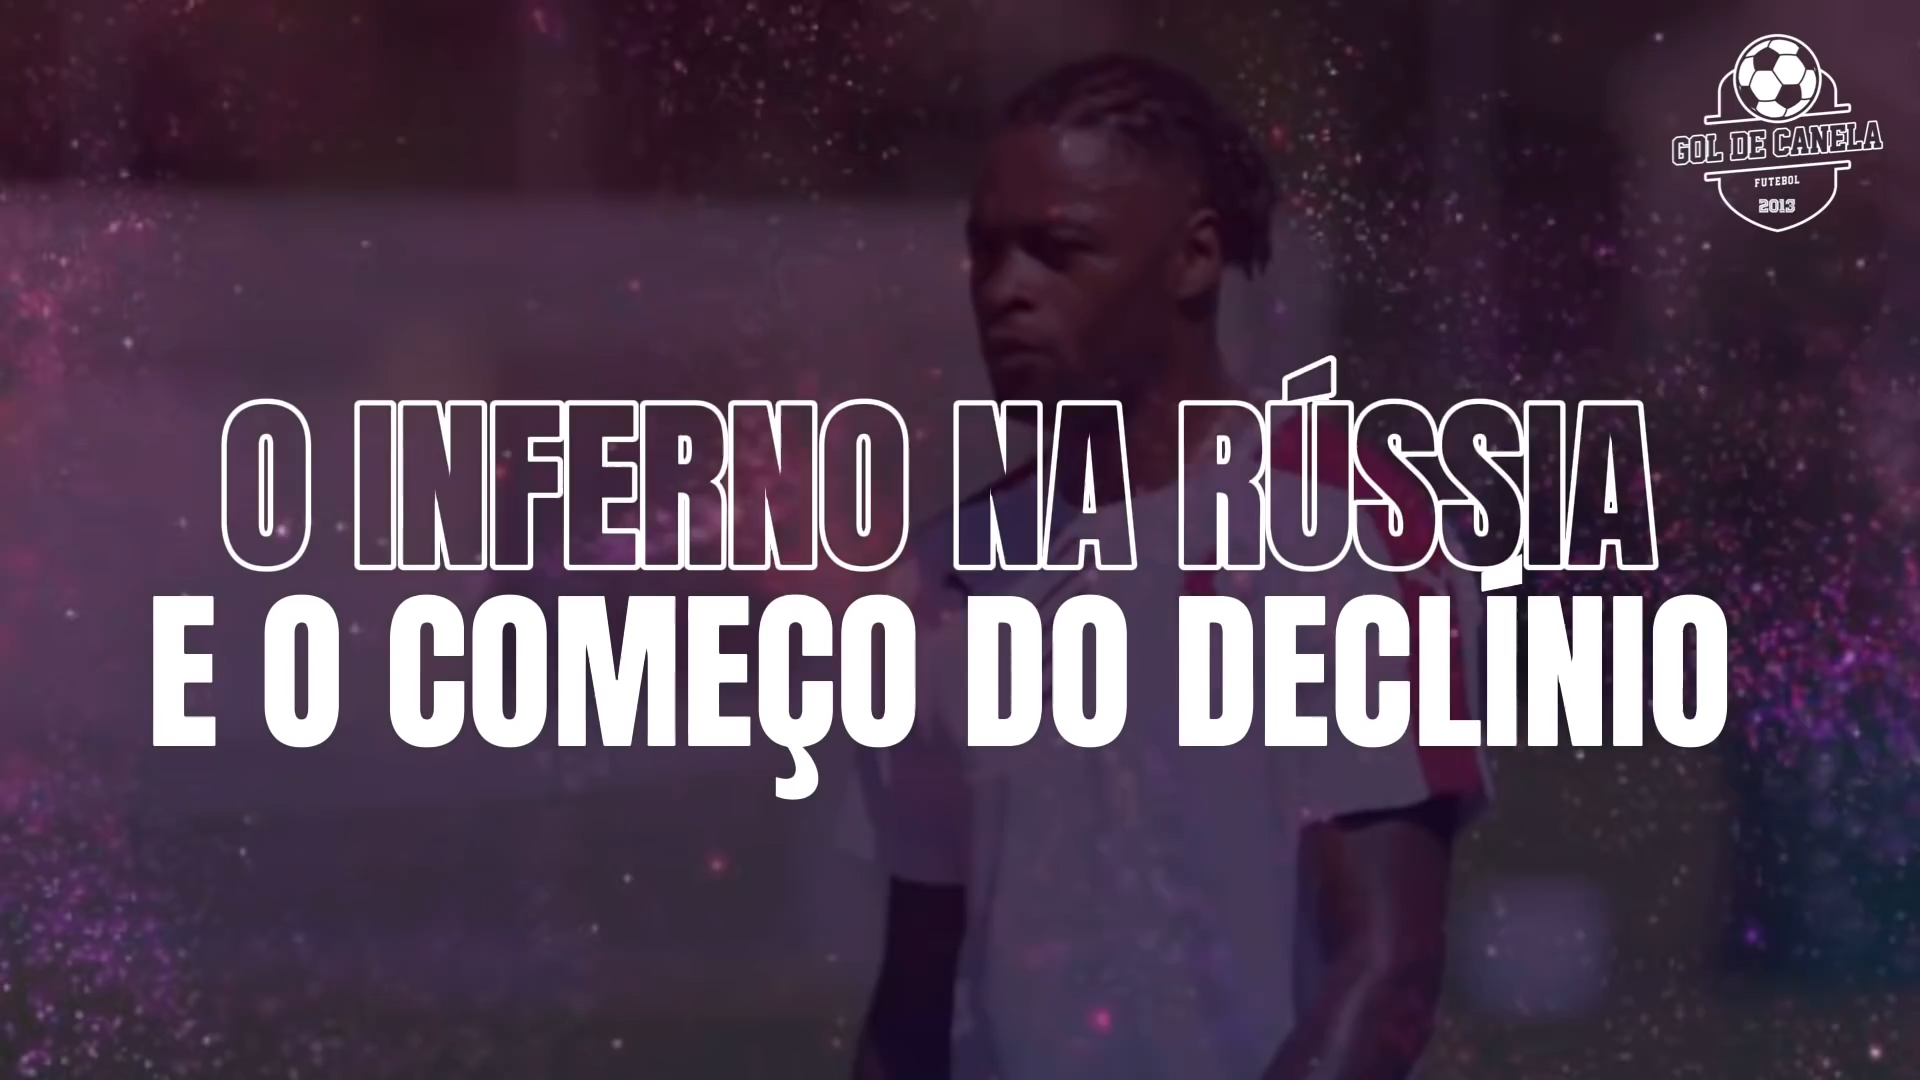 GOL DE CANELA
FUTEBOL
2013
O INFERNO NA RÚSSIA
E O COMEÇO DO DECLÍNIO